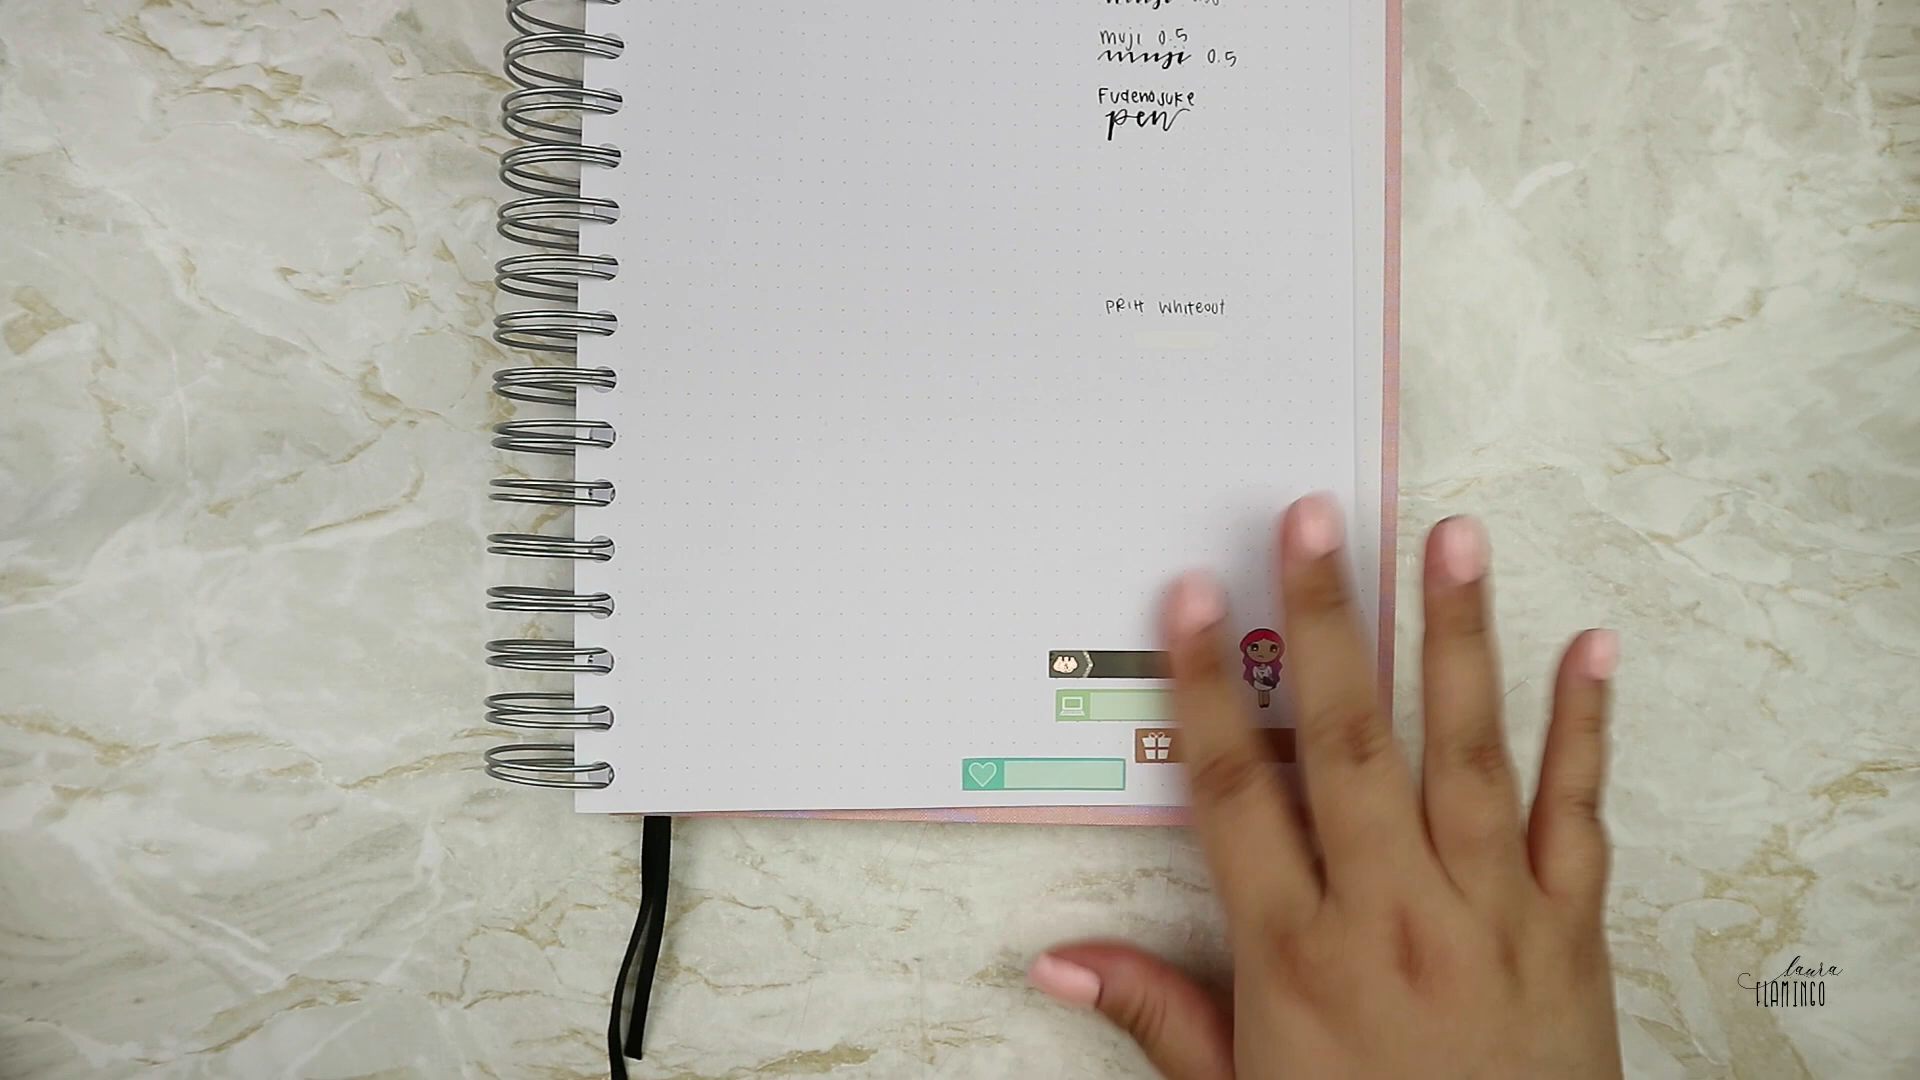 muji 0.5
muji 0.5
Fudenosuke
pen
PRitt whiteout
laura
FLAMINGO